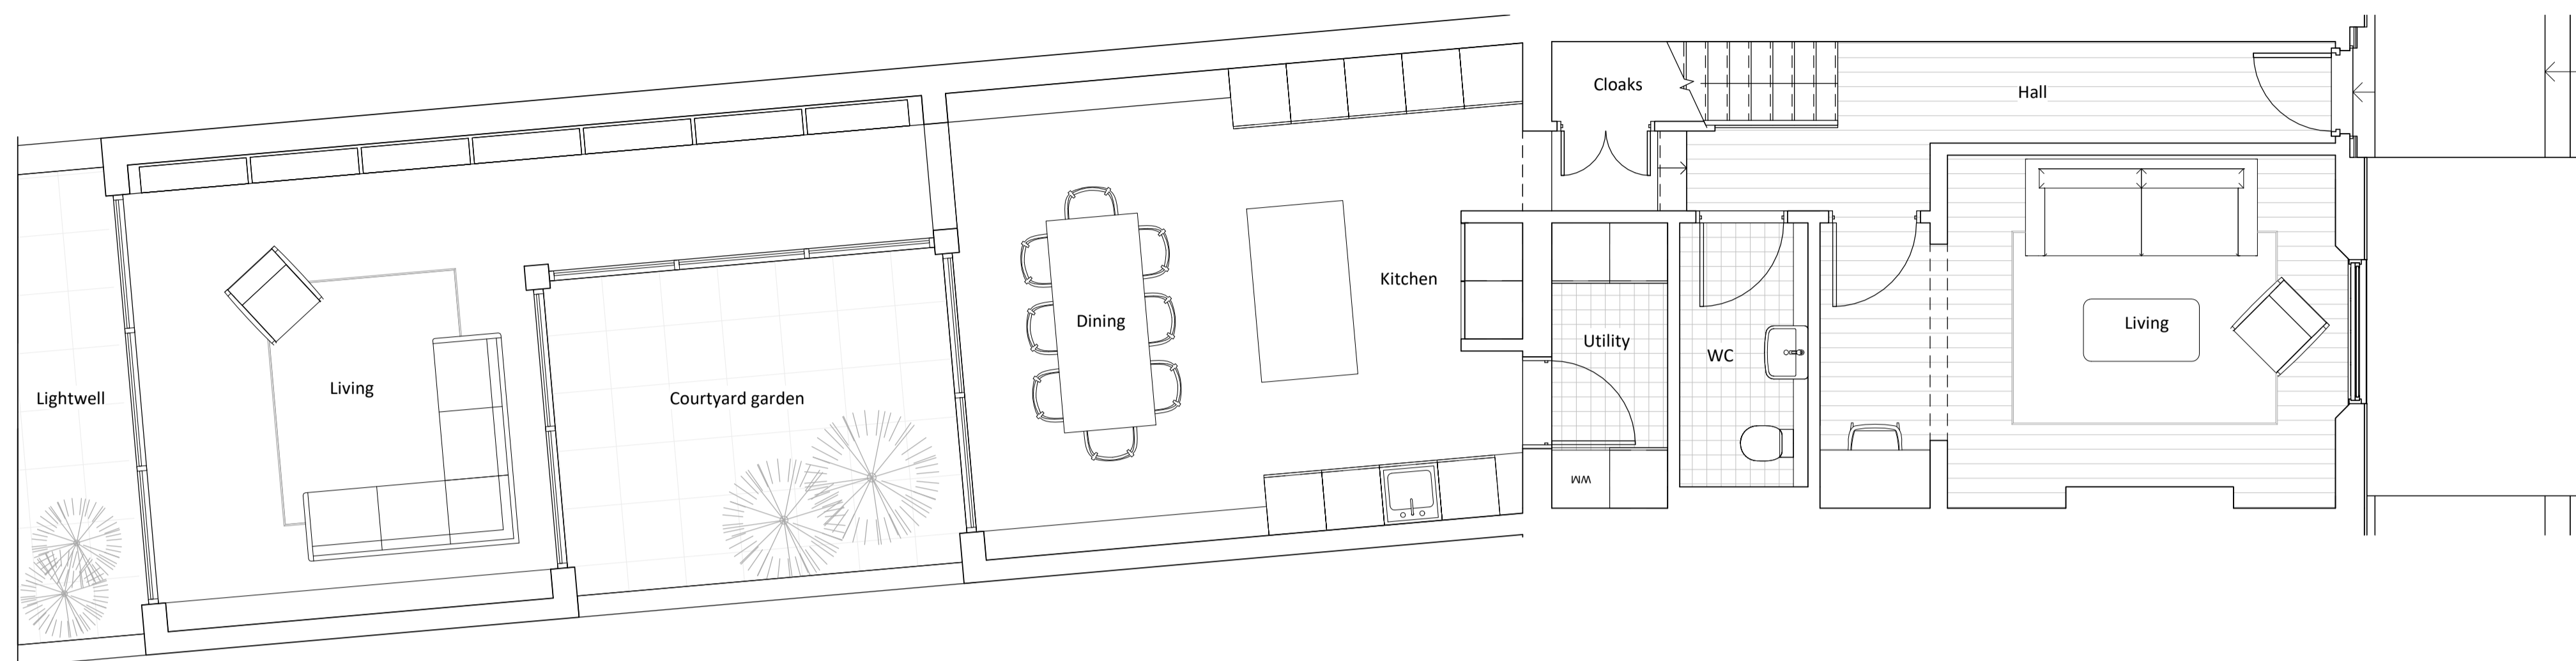 Cloaks
Hall
Kitchen
Dining
Living
Utility
WC
Living
Courtyard garden
Lightwell
WM